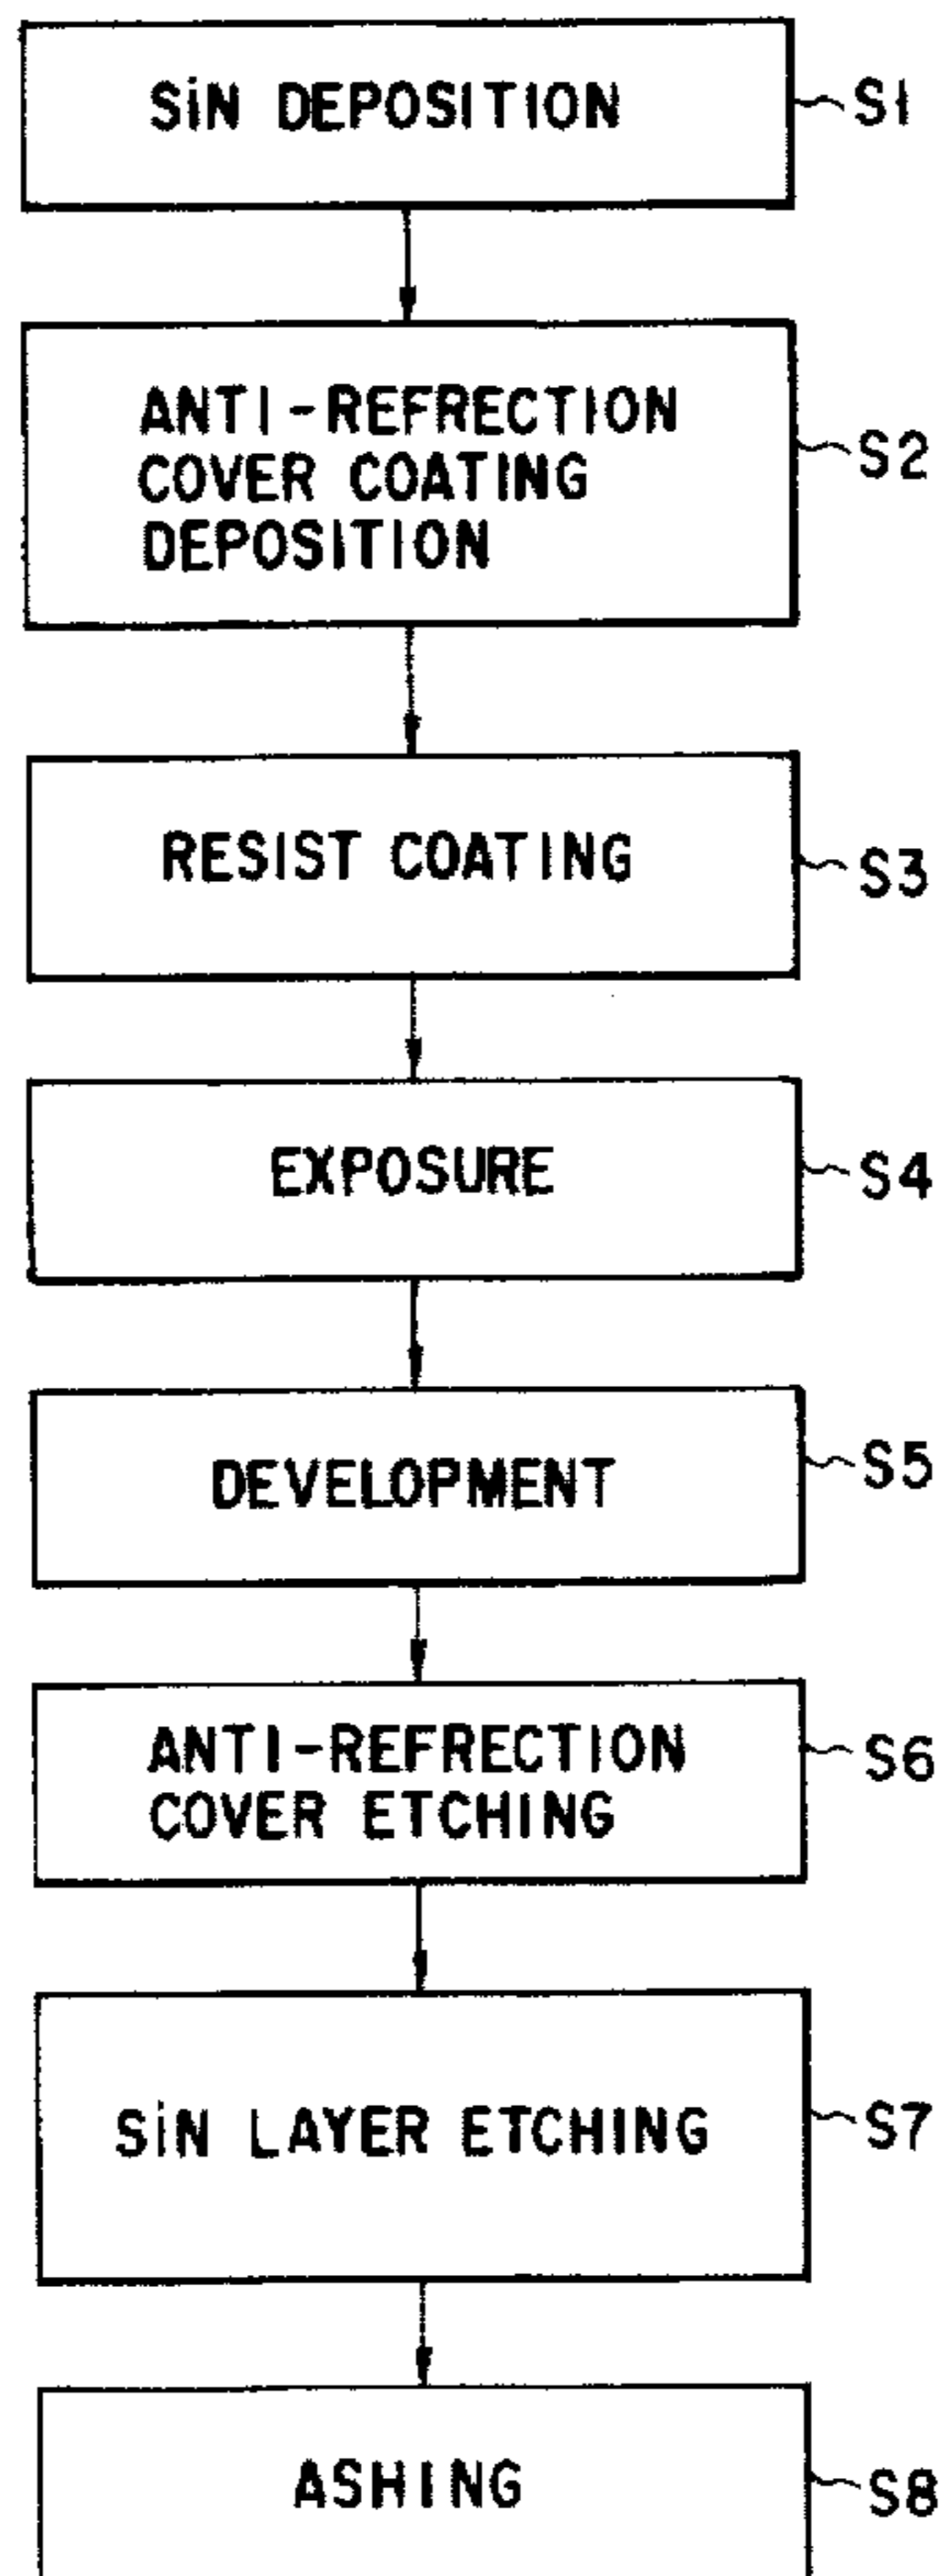 SiN DEPOSITION
S1
ANTI-REFRECTION
COVER COATING
DEPOSITION
S2
RESIST COATING
S3
EXPOSURE
S4
DEVELOPMENT
S5
ANTI-REFRECTION
COVER ETCHING
S6
SiN LAYER ETCHING
S7
ASHING
S8